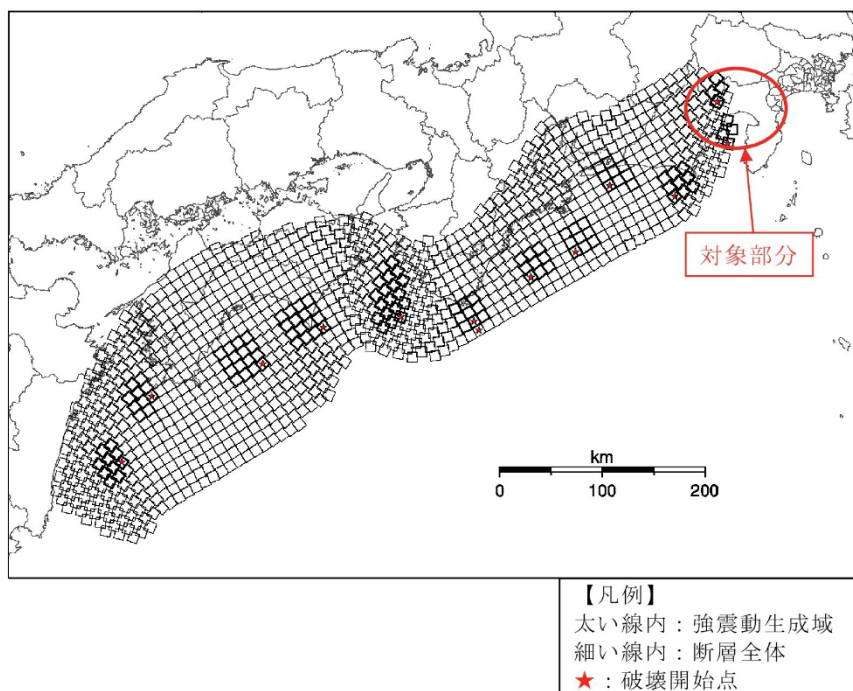 対象部分
km
0 100 200
【凡例】
太い線内:強震動生成域
細い線内:断層全体
★:破壊開始点